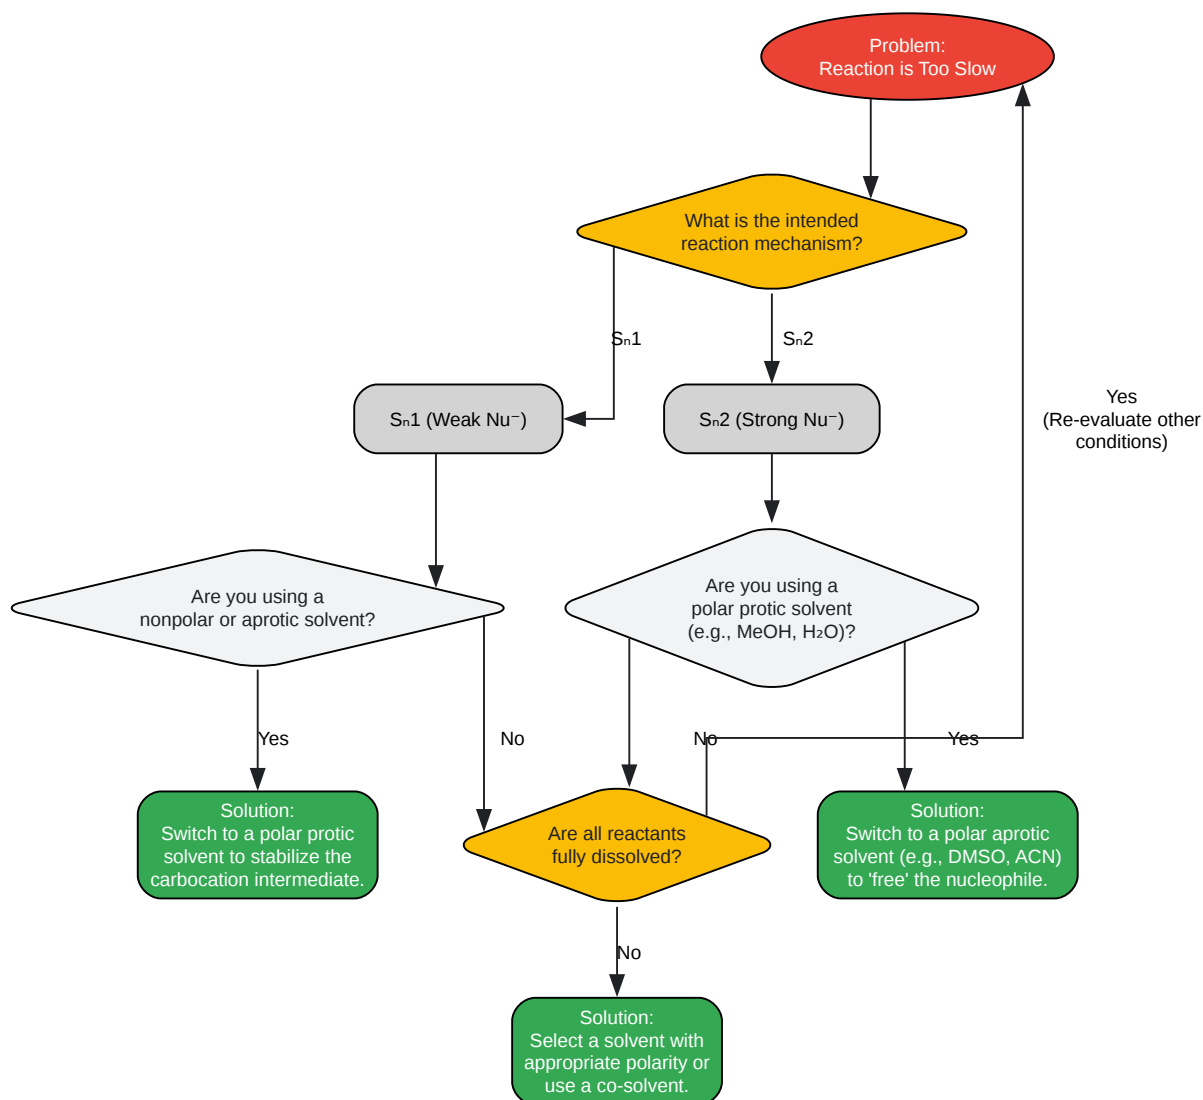 Problem:
Reaction is Too Slow
What is the intended
reaction mechanism?
Sₙ1
Sₙ2
Yes
(Re-evaluate other
conditions)
Sₙ1 (Weak Nu⁻)
Sₙ2 (Strong Nu⁻)
Are you using a
nonpolar or aprotic solvent?
Are you using a
polar protic solvent
(e.g., MeOH, H₂O)?
Yes
No
No
Yes
Solution:
Switch to a polar protic
solvent to stabilize the
carbocation intermediate.
Are all reactants
fully dissolved?
Solution:
Switch to a polar aprotic
solvent (e.g., DMSO, ACN)
to 'free' the nucleophile.
No
Solution:
Select a solvent with
appropriate polarity or
use a co-solvent.